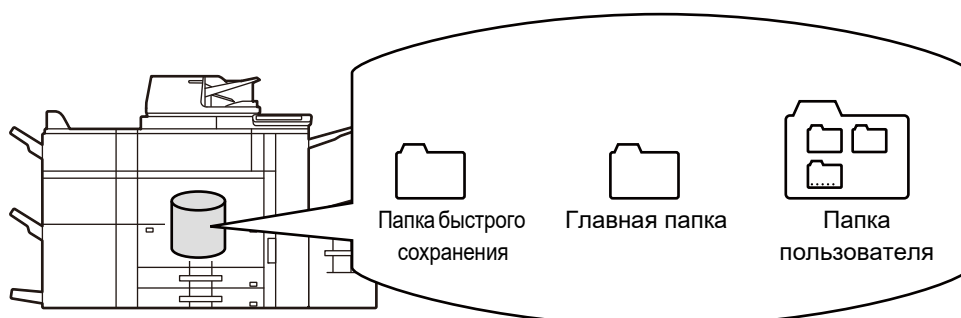 Папка быстрого
сохранения
Главная папка
Папка
пользователя